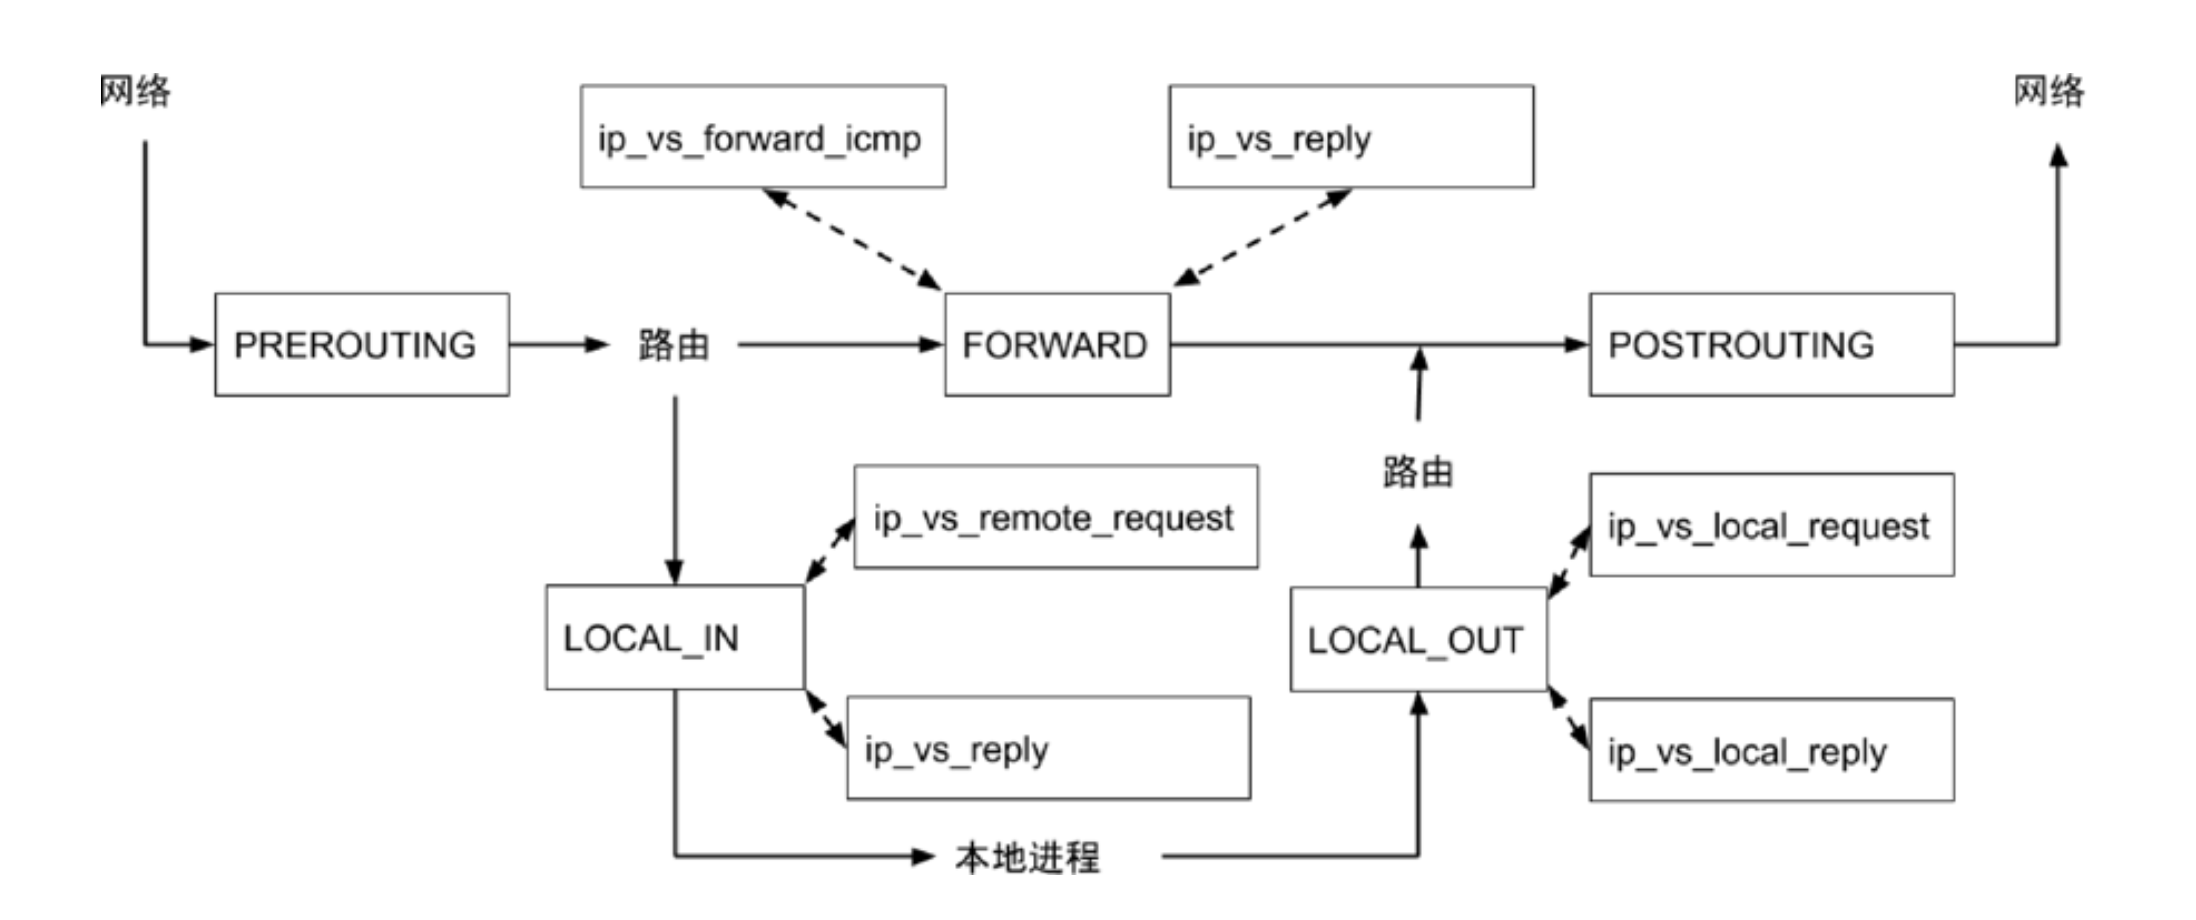 网络
网络
ip_vs_forward_icmp
ip_vs_reply
PREROUTING
路由
FORWARD
POSTROUTING
路由
ip_vs_remote_request
ip_vs_local_request
LOCAL_IN
LOCAL_OUT
ip_vs_reply
ip_vs_local_reply
本地进程